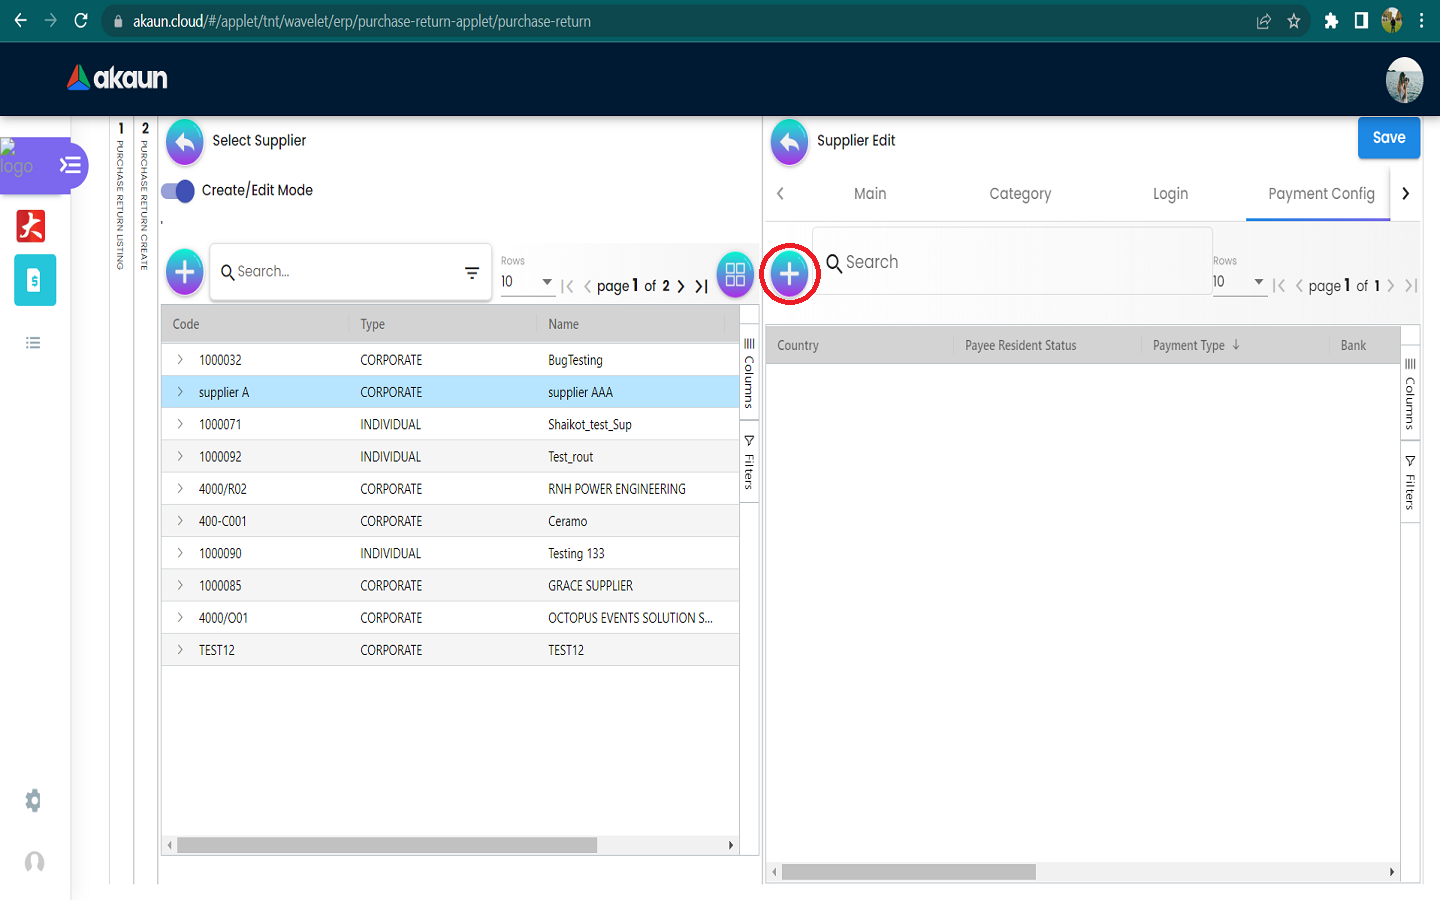 akaun.cloud/#/applet/tnt/wavelet/erp/purchase-return-applet/purchase-return
akaun
logo
1 PURCHASE RETURN LISTING
2 PURCHASE RETURN CREATE
Select Supplier
Create/Edit Mode
Search...
Rows
10
page 1 of 2
Code Type Name
1000032 CORPORATE BugTesting
supplier A CORPORATE supplier AAA
1000071 INDIVIDUAL Shaikot_test_Sup
1000092 INDIVIDUAL Test_rout
4000/R02 CORPORATE RNH POWER ENGINEERING
400-C001 CORPORATE Ceramo
1000090 INDIVIDUAL Testing 133
1000085 CORPORATE GRACE SUPPLIER
4000/O01 CORPORATE OCTOPUS EVENTS SOLUTION S...
TEST12 CORPORATE TEST12
Columns
Filters
Supplier Edit
Save
Main Category Login Payment Config
Search
Rows
10
page 1 of 1
Country Payee Resident Status Payment Type Bank
Columns
Filters